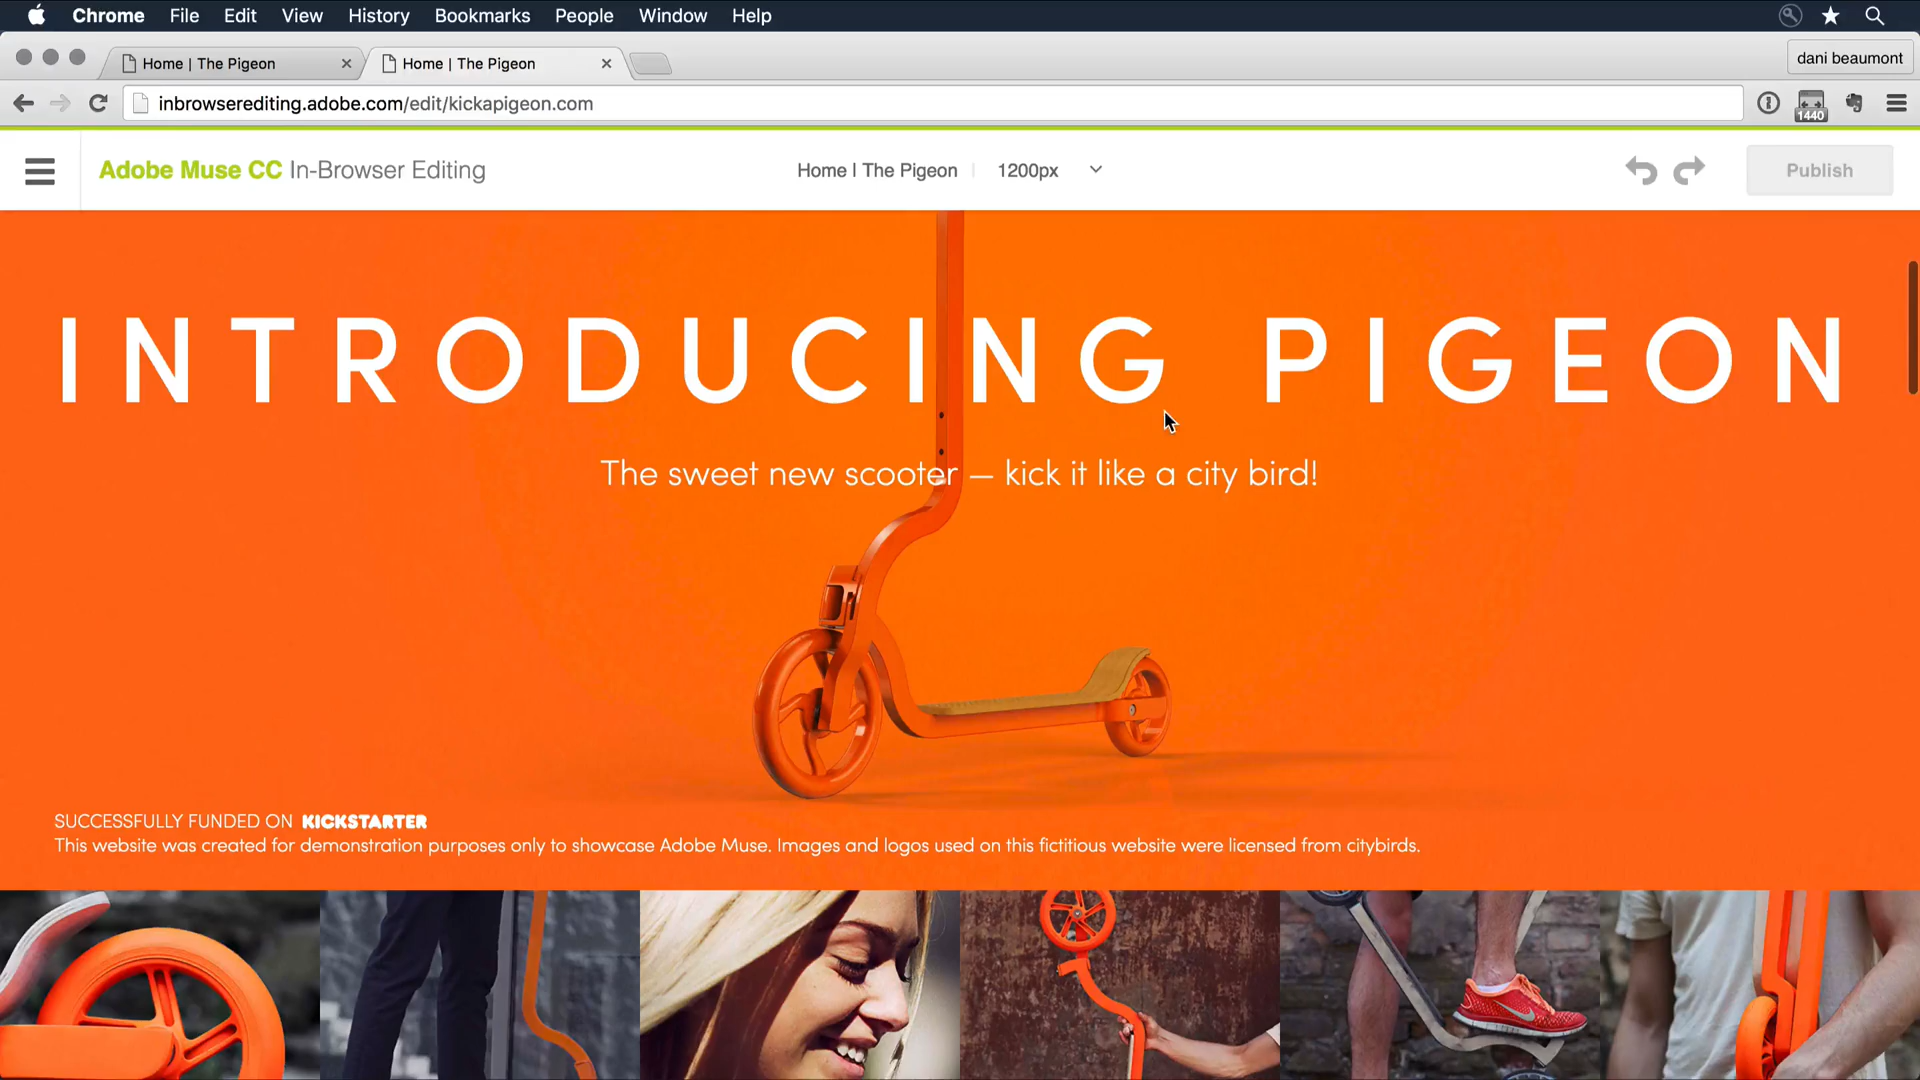 Chrome File Edit View History Bookmarks People Window Help
Home | The Pigeon
Home | The Pigeon
dani beaumont
inbrowserediting.adobe.com/edit/kickapigeon.com
1440
Adobe Muse CC In-Browser Editing
Home | The Pigeon
1200px
Publish
INTRODUCING PIGEON
The sweet new scooter — kick it like a city bird!
SUCCESSFULLY FUNDED ON KICKSTARTER
This website was created for demonstration purposes only to showcase Adobe Muse. Images and logos used on this fictitious website were licensed from citybirds.